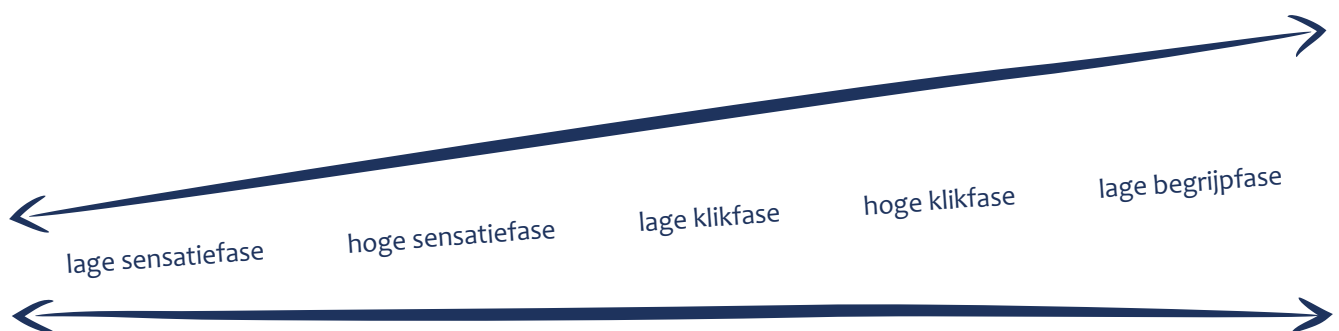 lage sensatiefase
hoge sensatiefase
lage klikfase
hoge klikfase
lage begrijpfase